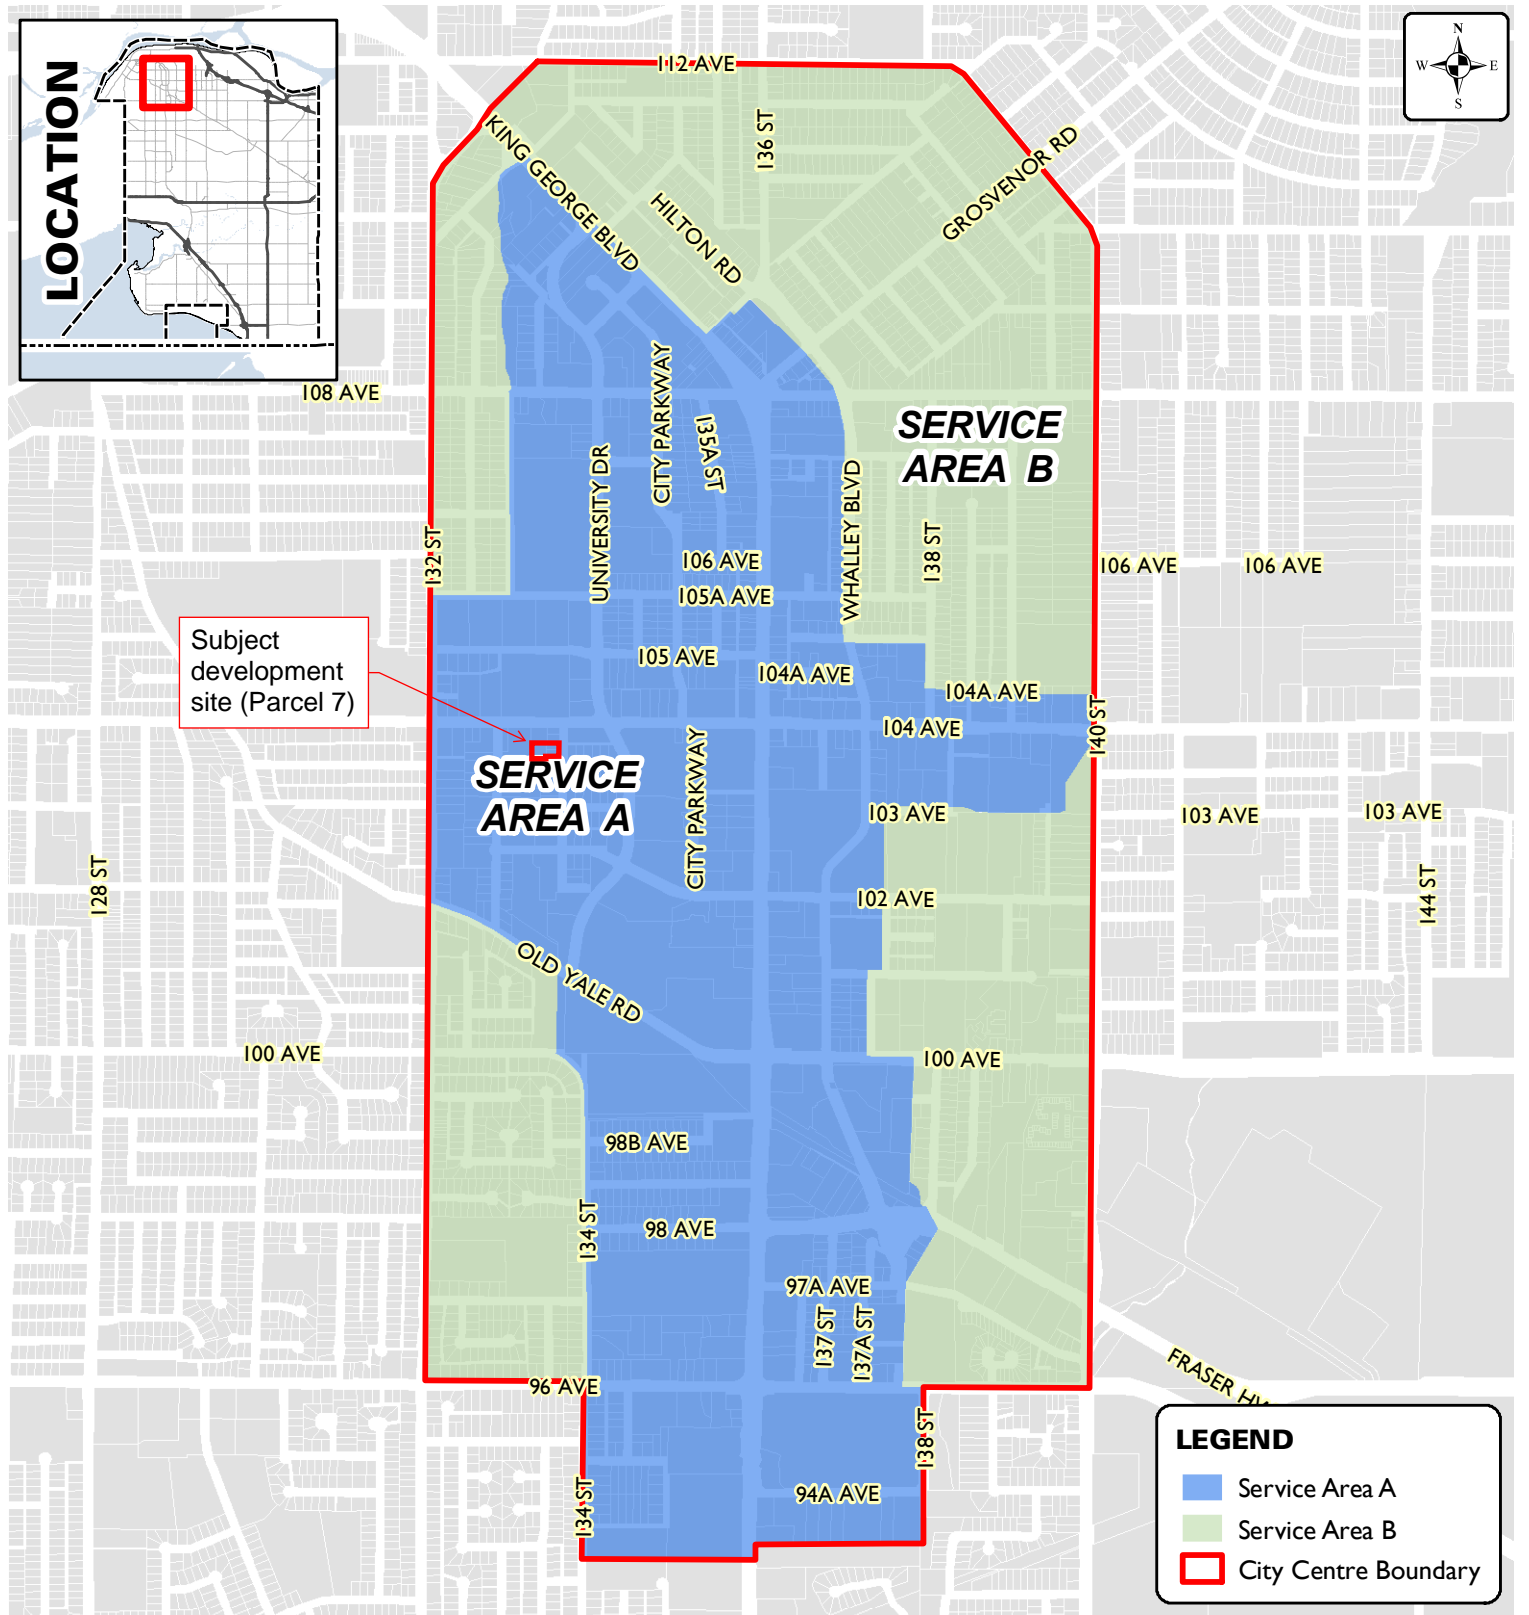 LOCATION
N
W
E
S
112 AVE
136 ST
KING GEORGE BLVD
HILTON RD
GROSVENOR RD
108 AVE
CITY PARKWAY
135A ST
UNIVERSITY DR
SERVICE
AREA B
WHALLEY BLVD
138 ST
132 ST
106 AVE
106 AVE
106 AVE
105A AVE
Subject
development
site (Parcel 7)
105 AVE
104A AVE
104A AVE
104 AVE
140 ST
SERVICE
AREA A
CITY PARKWAY
103 AVE
103 AVE
103 AVE
128 ST
102 AVE
144 ST
OLD YALE RD
100 AVE
100 AVE
98B AVE
134 ST
98 AVE
97A AVE
137 ST
137A ST
96 AVE
FRASER HW
138 ST
134 ST
94A AVE
LEGEND
Service Area A
Service Area B
City Centre Boundary